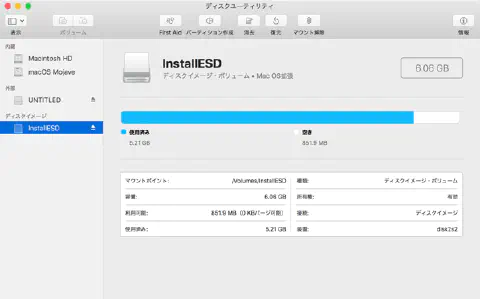 ディスクユーティリティ
表示 ボリューム First Aid パーティション作成 消去 復元 マウント解除 情報
内蔵
Macintosh HD
macOS Mojave
外部
UNTITLED
ディスクイメージ
InstallESD
InstallESD
ディスクイメージ・ボリューム • Mac OS拡張
6.06 GB
使用済み
5.21 GB
空き
851.9 MB
マウントポイント: /Volumes/InstallESD
種類: ディスクイメージ・ボリューム
容量: 6.06 GB
所有権: 有効
利用可能: 851.9 MB（0 KBパージ可能）
接続: ディスクイメージ
使用済み: 5.21 GB
装置: disk2s2